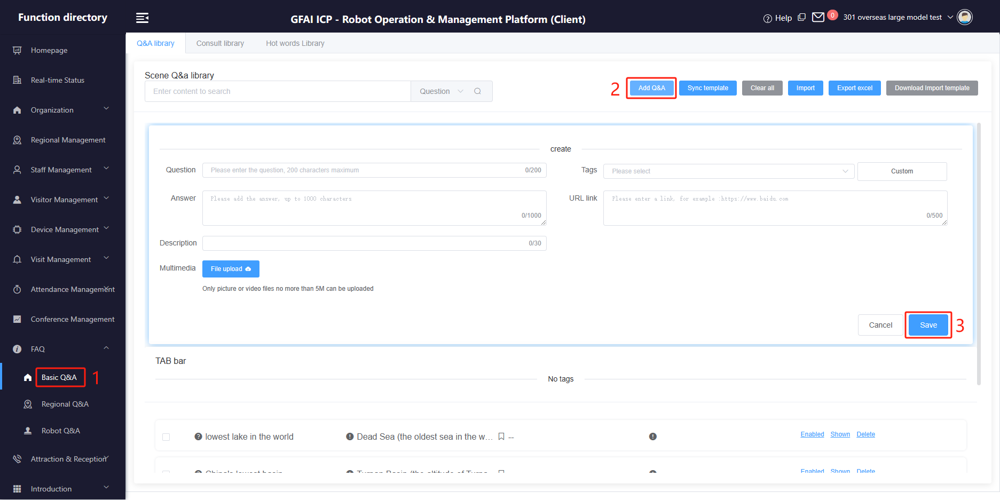 Function directory
GFAI ICP - Robot Operation & Management Platform (Client)
Help
0
301 overseas large model test
Homepage
Real-time Status
Organization
Regional Management
Staff Management
Visitor Management
Device Management
Visit Management
Attendance Management
Conference Management
FAQ
Basic Q&A
1
Regional Q&A
Robot Q&A
Attraction & Reception
Introduction
Q&A library
Consult library
Hot words Library
Scene Q&a library
Enter content to search
Question
2
Add Q&A
Sync template
Clear all
Import
Export excel
Download Import template
create
Question
Please enter the question, 200 characters maximum
0/200
Tags
Please select
Custom
Answer
Please add the answer, up to 1000 characters
0/1000
URL link
Please enter a link, for example :https://www.baidu.com
0/500
Description
0/30
Multimedia
File upload
Only picture or video files no more than 5M can be uploaded
Cancel
Save
3
TAB bar
No tags
lowest lake in the world
Dead Sea (the oldest sea in the w...
--
Enabled
Shown
Delete
China's lowest basin
Turpan Basin (the altitude of Turpa...
Enabled
Shown
Delete